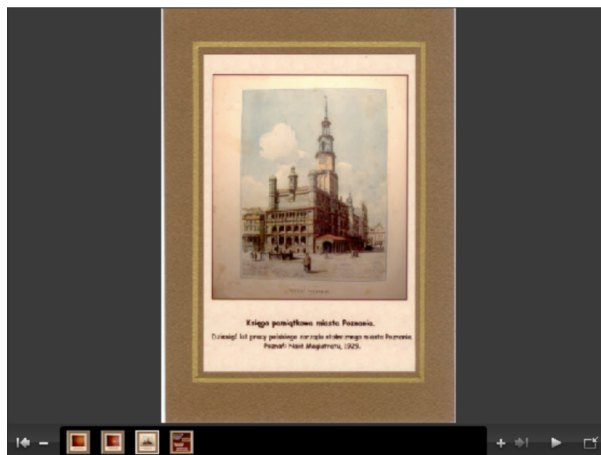 Księga pamiątkowa miasta Poznania.
Dziesięć lat pracy polskiego zarządu stołecznego miasta Poznania.
Poznań: Nakł. Magistratu, 1929.